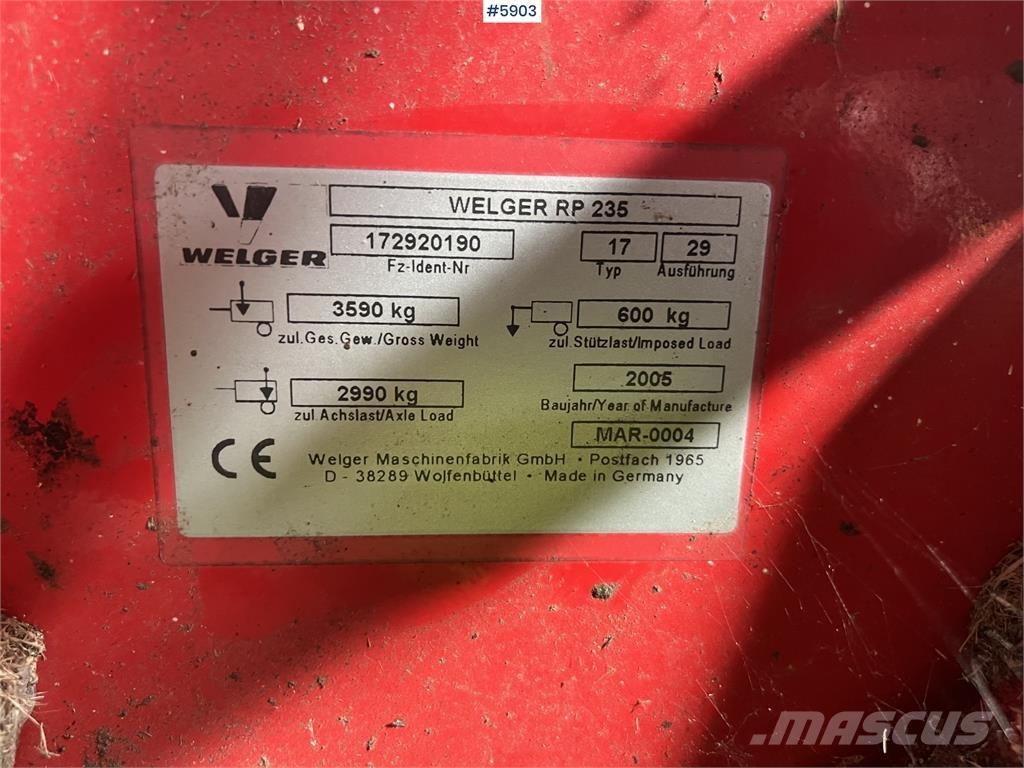 #5903
WELGER RP 235
WELGER
172920190 17 29
Fz-Ident-Nr Typ Ausführung
3590 kg 600 kg
zul.Ges.Gew./Gross Weight zul.Stützlast/Imposed Load
2990 kg 2005
zul.Achslast/Axle Load Baujahr/Year of Manufacture
MAR-0004
CE
Welger Maschinenfabrik GmbH • Postfach 1965
D - 38289 Wolfenbüttel • Made in Germany
MASCUS